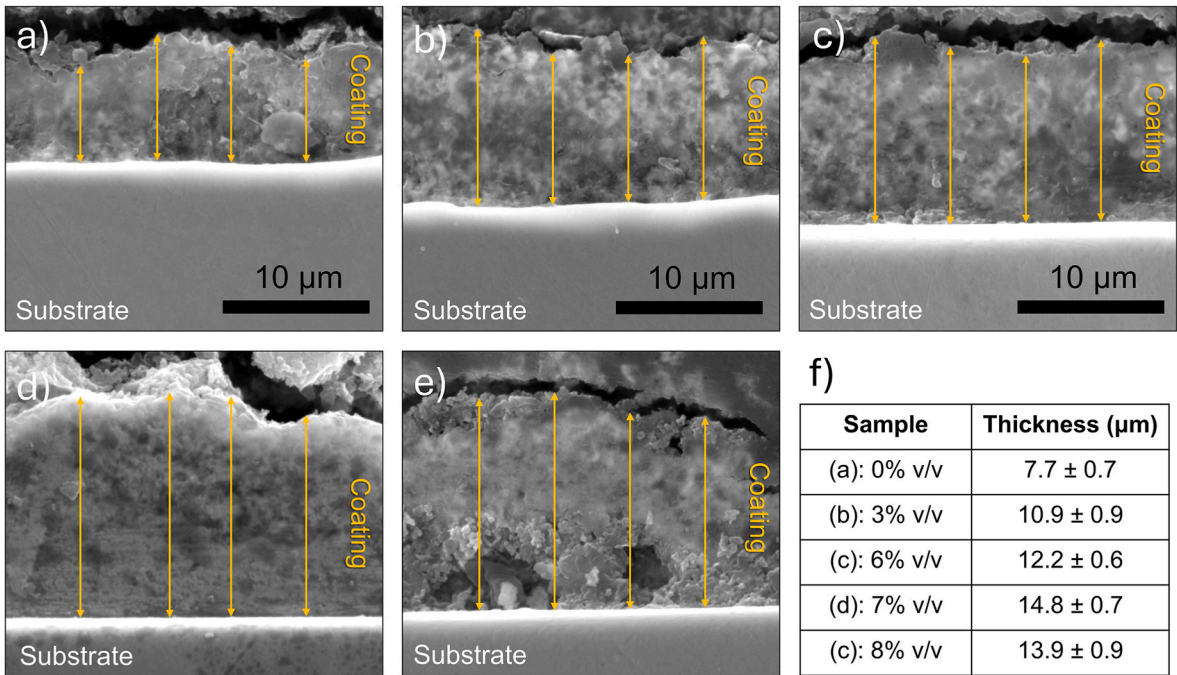 a)
Coating
10 µm
Substrate
b)
Coating
10 µm
Substrate
c)
Coating
10 µm
Substrate
d)
Coating
Substrate
e)
Coating
Substrate
f)
Sample Thickness (µm)
(a): 0% v/v 7.7 ± 0.7
(b): 3% v/v 10.9 ± 0.9
(c): 6% v/v 12.2 ± 0.6
(d): 7% v/v 14.8 ± 0.7
(c): 8% v/v 13.9 ± 0.9